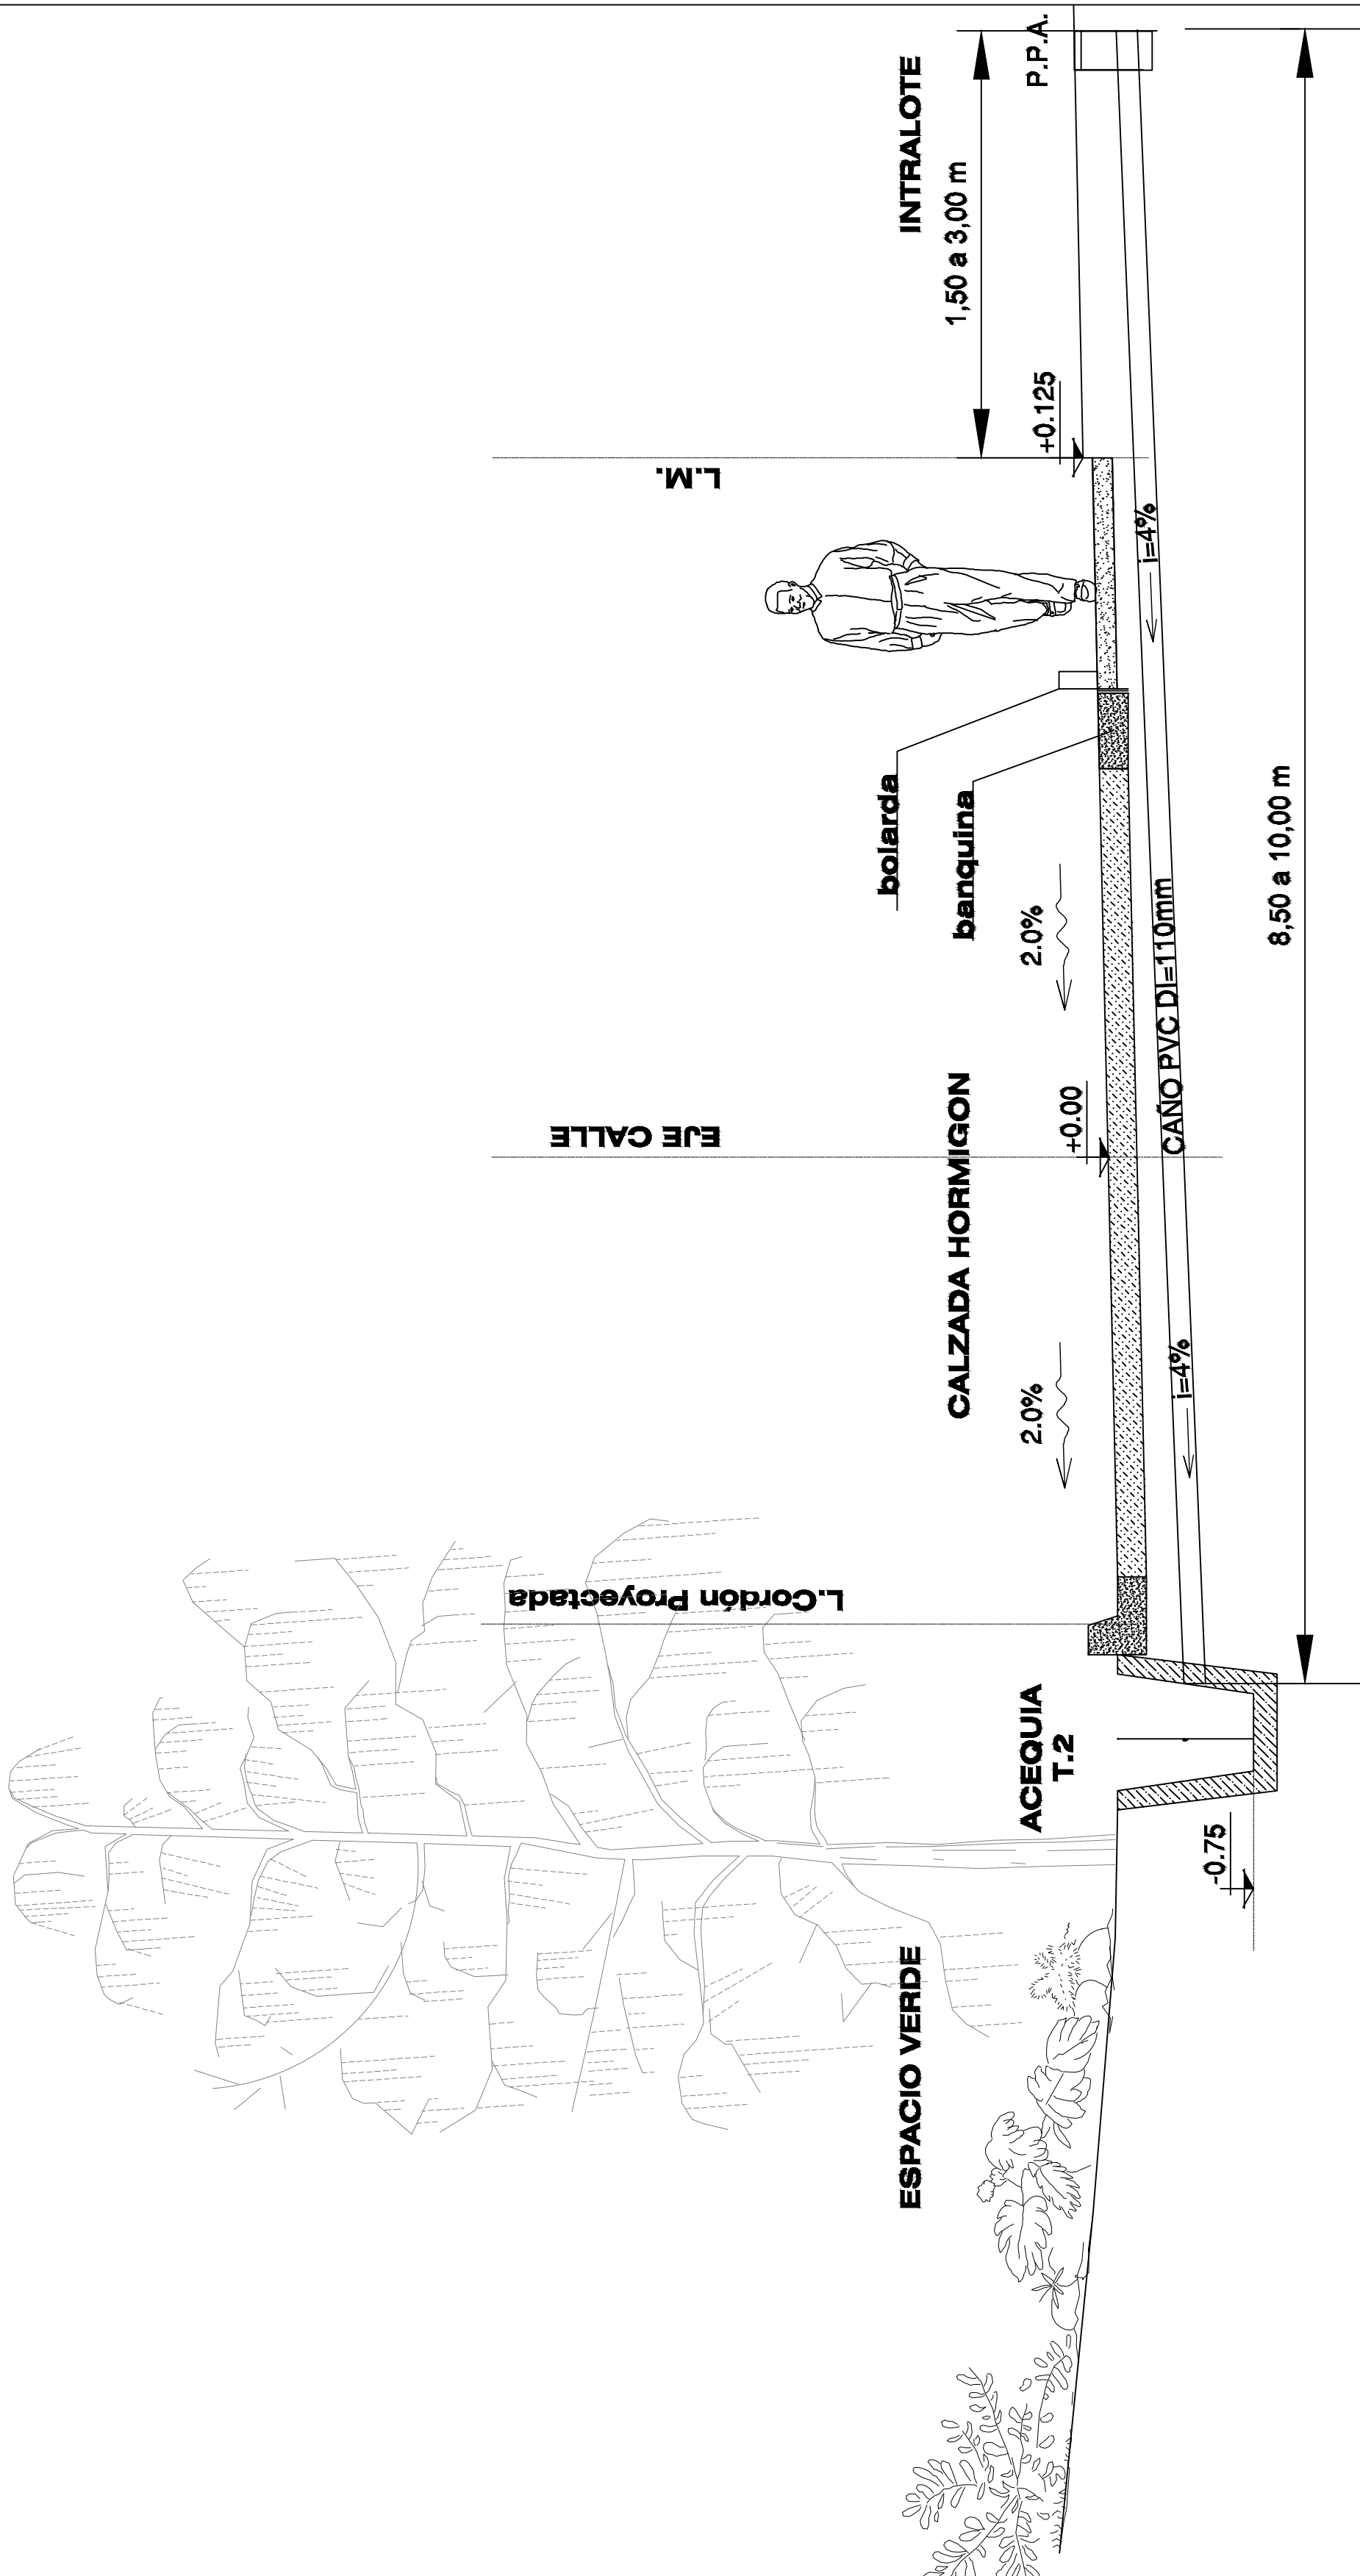 P.P.A.
INTRALOTE
1,50 a 3,00 m
+0.125
L.M.
i=4%
bolarda
banquina
8,50 a 10,00 m
2.0%
CAÑO PVC DI=110mm
+0.00
EJE CALLE
CALZADA HORMIGON
2.0%
i=4%
L.Cordón Proyectada
ACEQUIA
T.2
-0.75
ESPACIO VERDE